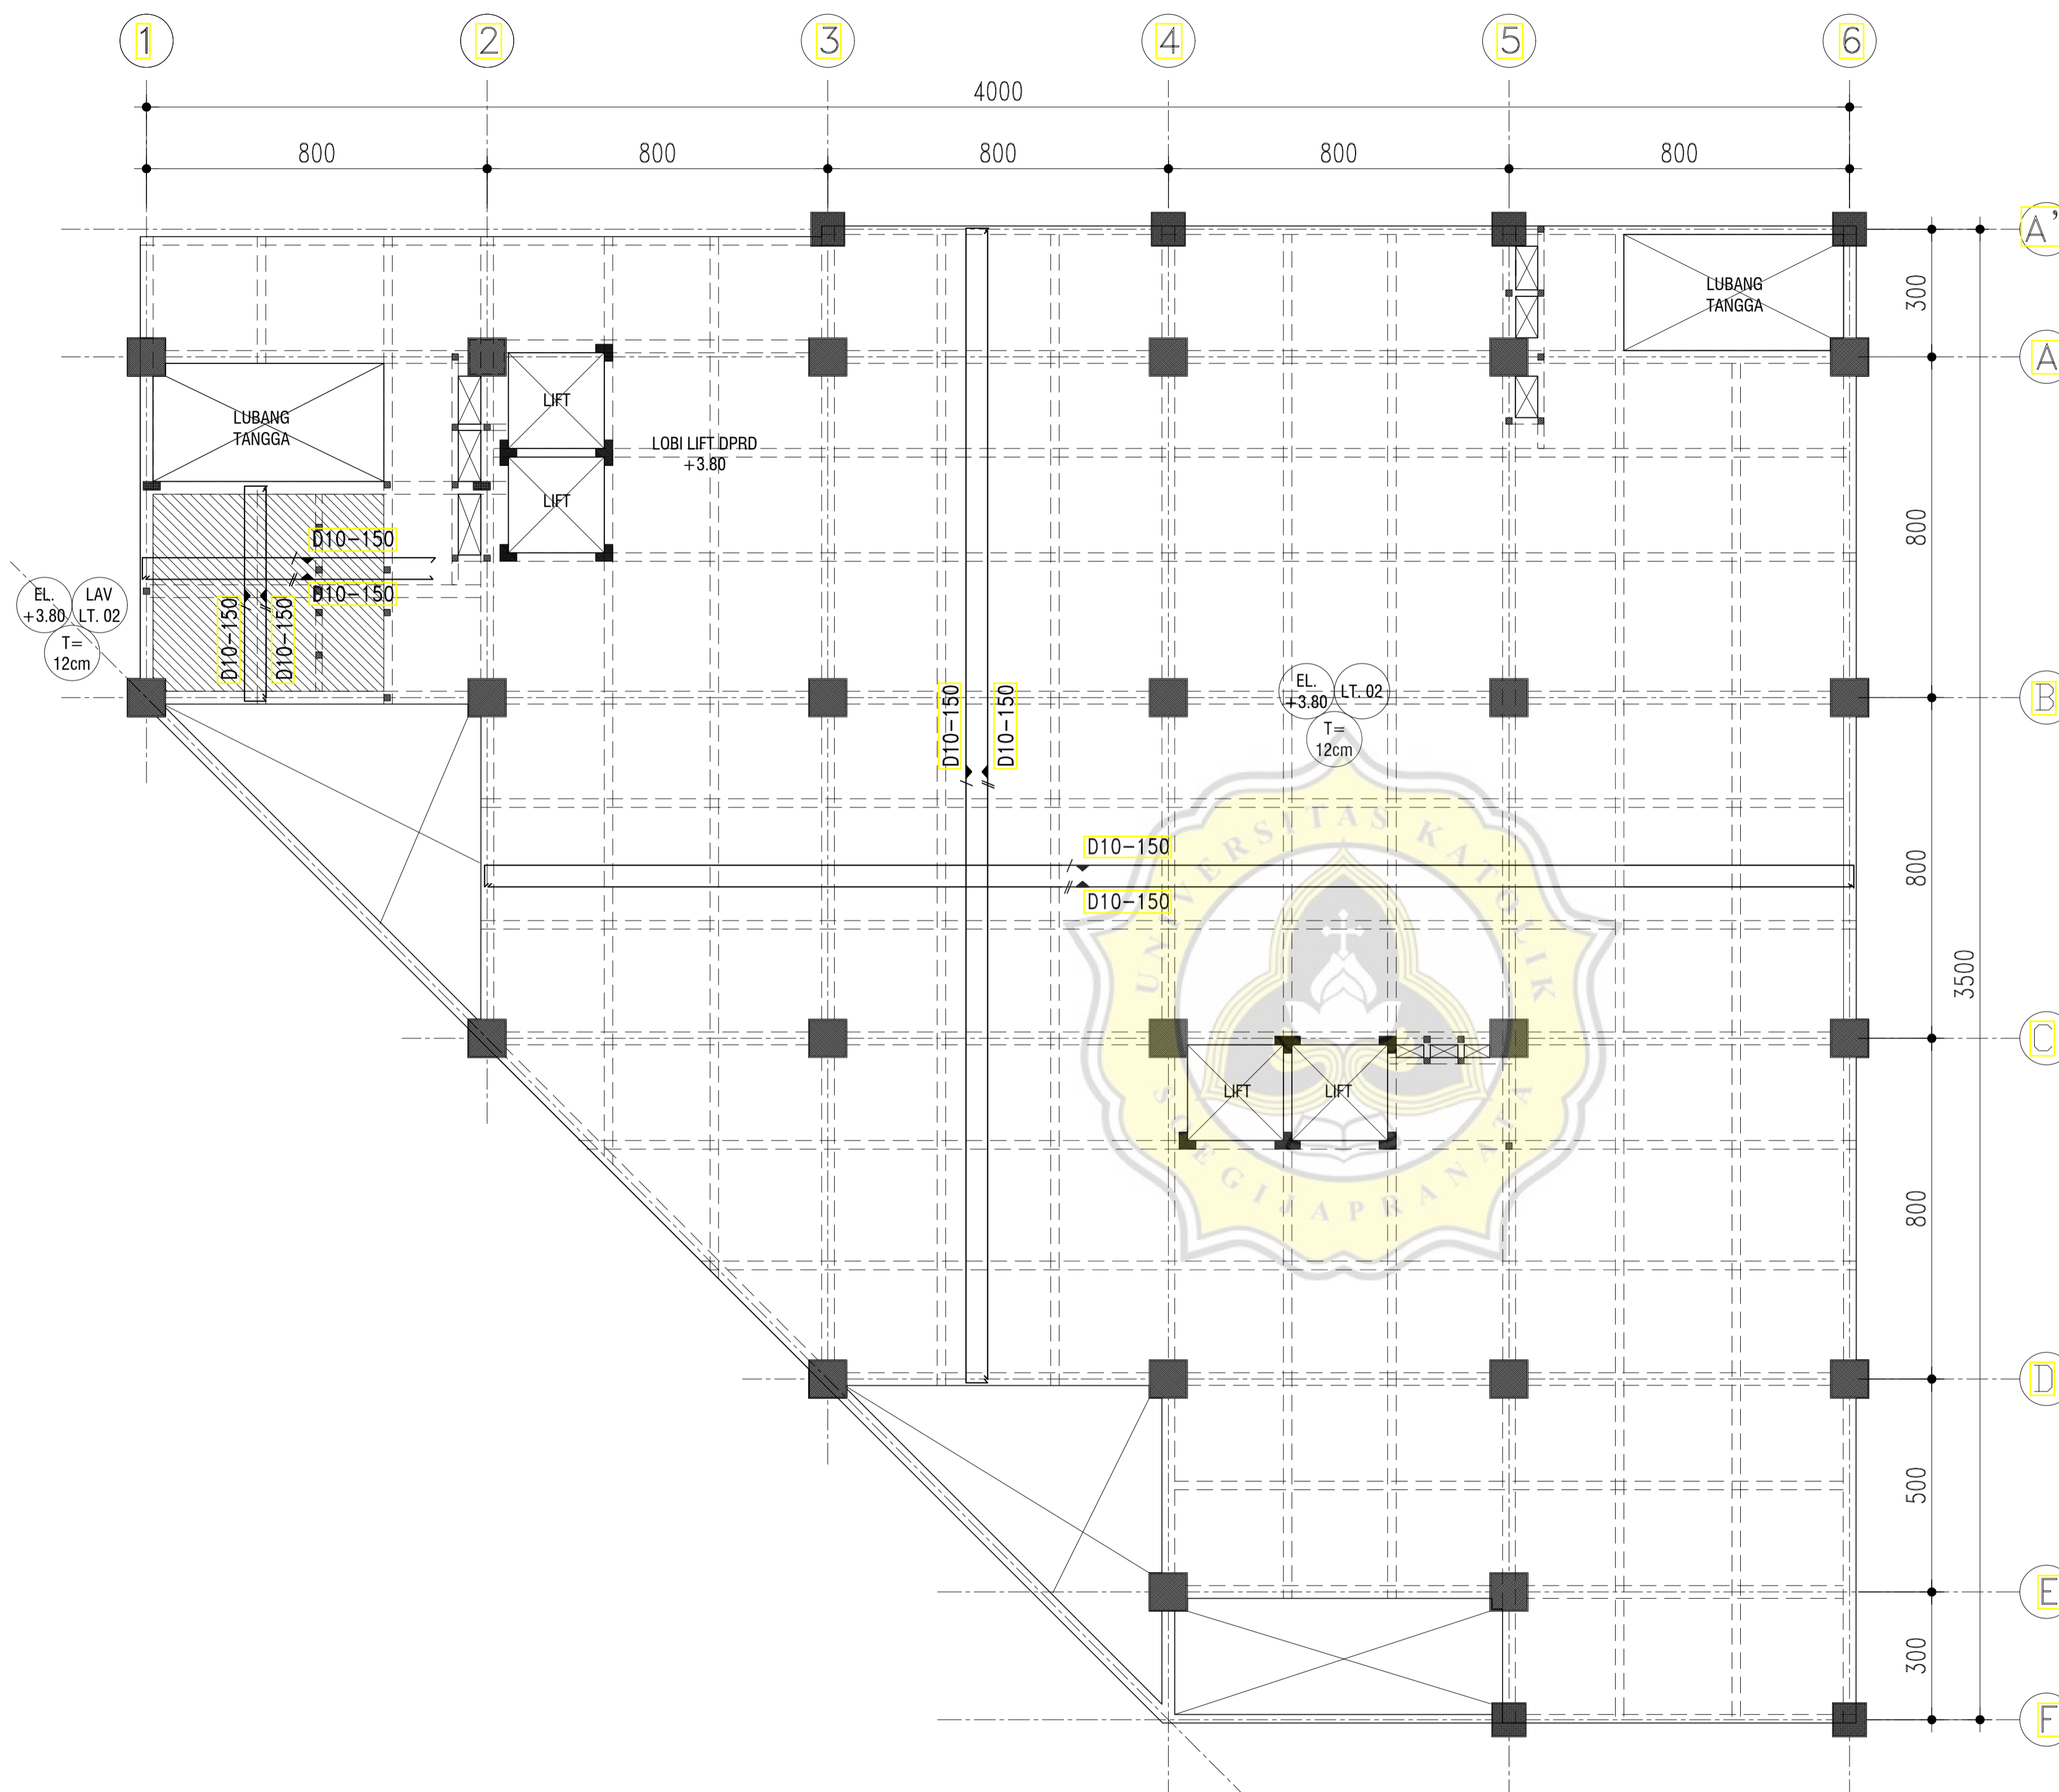 1 2 3 4 5 6
4000
800 800 800 800 800
A'
300
LUBANG
TANGGA
A
LIFT
LUBANG
TANGGA
LOBI LIFT DPRD
+3.80
LIFT
800
D10-150
D10-150
EL.
+3.80
LAV
LT. 02
T=
12cm
D10-150
D10-150
B
EL.
+3.80
LT. 02
T=
12cm
D10-150
D10-150
UNIVERSITAS KATOLIK
SOEGIJAPRANATA
D10-150
D10-150
800
3500
C
LIFT
LIFT
800
D
500
E
300
F